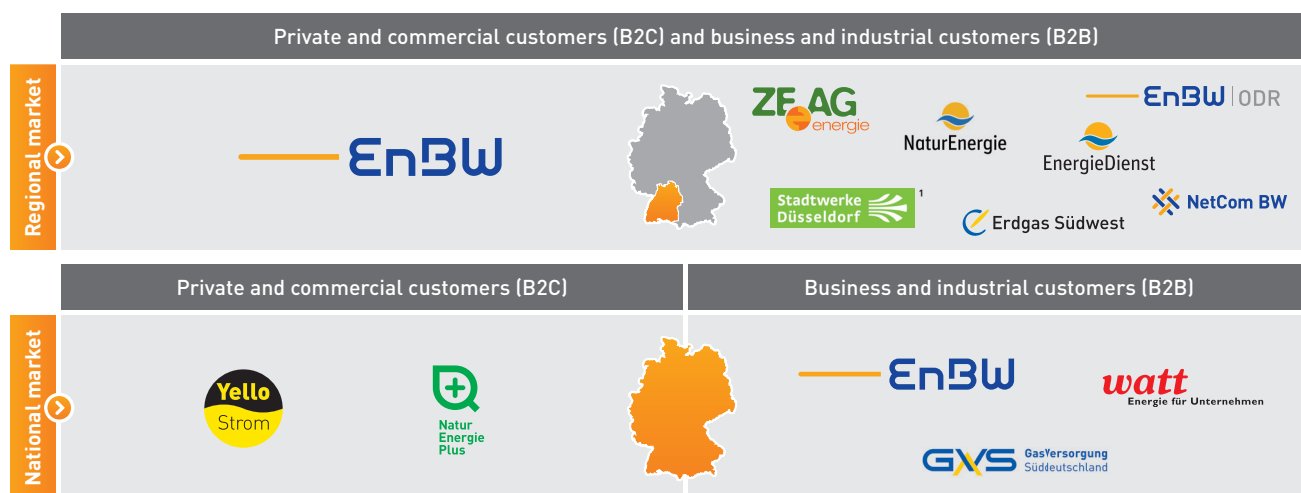 Private and commercial customers (B2C) and business and industrial customers (B2B)
Regional market
EnBW
ZEAG
energie
NaturEnergie
EnBW | ODR
EnergieDienst
Stadtwerke
Düsseldorf
1
Erdgas Südwest
NetCom BW
Private and commercial customers (B2C)
Business and industrial customers (B2B)
National market
Yello
Strom
Natur
Energie
Plus
EnBW
watt
Energie für Unternehmen
GVS
GasVersorgung
Süddeutschland